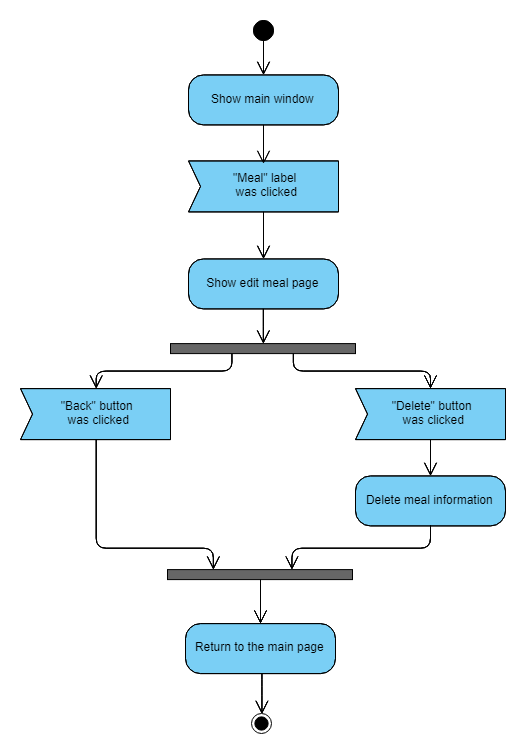 Show main window
"Meal" label
was clicked
Show edit meal page
"Back" button
was clicked
"Delete" button
was clicked
Delete meal information
Return to the main page